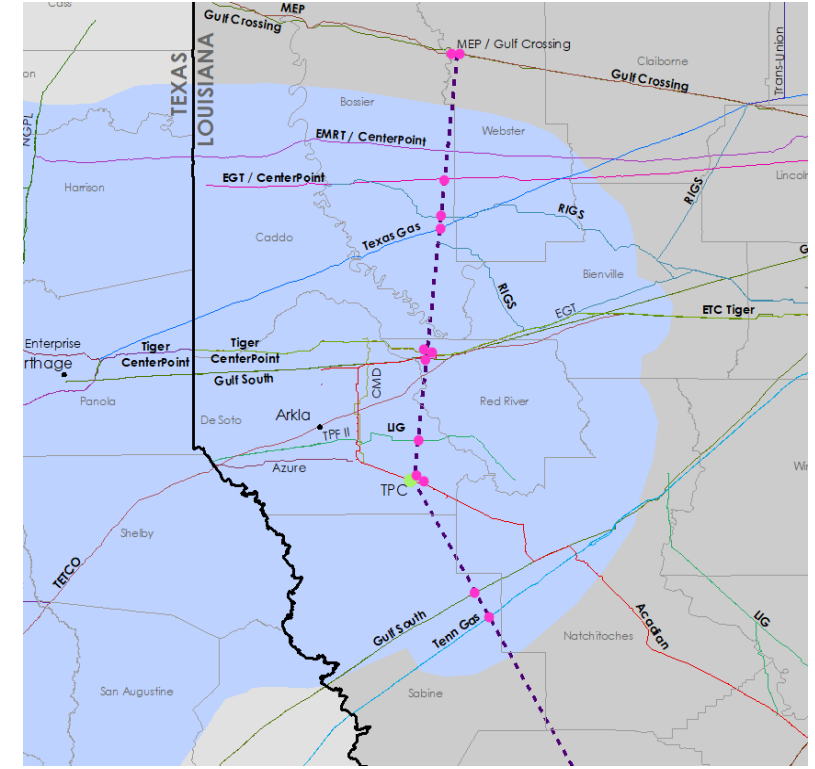 Cass
MEP
Gulf Crossing
MEP / Gulf Crossing
TEXAS
LOUISIANA
Claiborne
Gulf Crossing
Trans-Union
on
Bossier
NGPL
EMRT / CenterPoint
Webster
EGT / CenterPoint
Lincoln
Harrison
RIGS
RIGS
Caddo
Texas Gas
Bienville
G
RIGS
EGT
ETC Tiger
Enterprise
rthage
Tiger
CenterPoint
Tiger
CenterPoint
Gulf South
CMD
Panola
De Soto
Arkla
Red River
TPF II
LIG
Azure
Win
TPC
Shelby
TETCO
Gulf South
Tenn Gas
Acadian
LIG
Natchitoches
San Augustine
Sabine